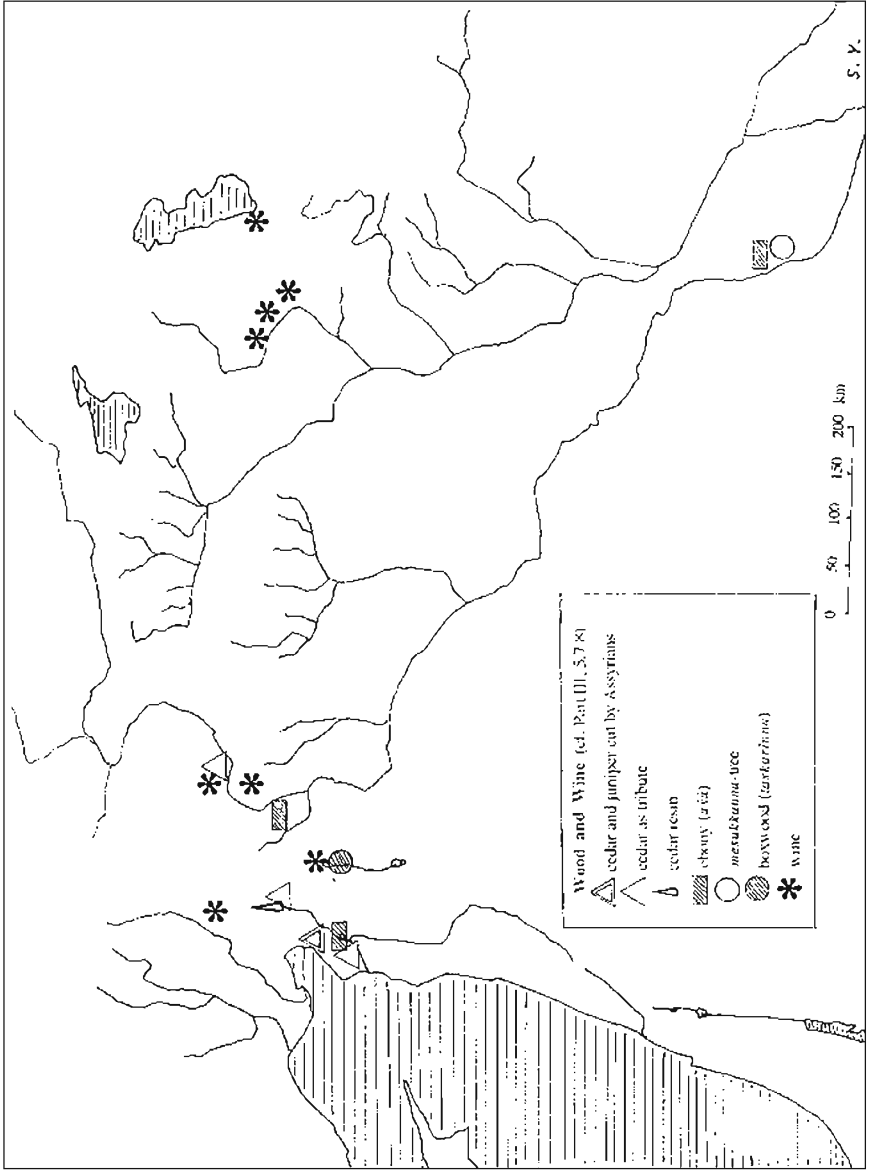 Wood and Wine (cf. Part III, 5.7.8)
cedar and juniper cut by Assyrians
cedar as tribute
cedar resin
ebony (ušû)
mesukkannu-tree
boxwood (taskarinnu)
wine
0 50 100 150 200 km
S. Y.